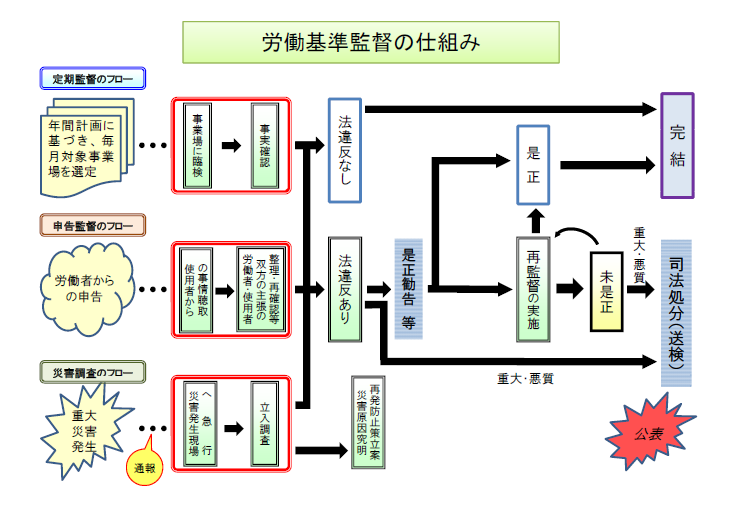 労働基準監督の仕組み
定期監督のフロー
年間計画に
基づき、毎
月対象事業
場を選定
事業場に臨検
事実確認
法違反なし
是正
完結
申告監督のフロー
労働者から
の申告
使用者から
の事情聴取
労働者・使用者
双方の主張の
整理・再確認等
法違反あり
是正勧告 等
再監督の実施
未是正
重大・悪質
司法処分(送検)
重大・悪質
災害調査のフロー
重大
災害
発生
通報
災害発生現場
へ急行
立入調査
災害原因究明
再発防止策立案
公表